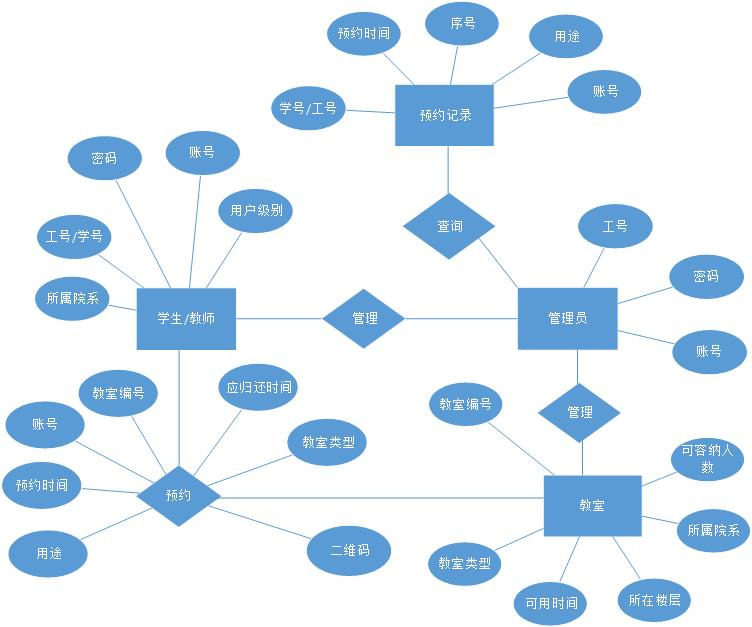 序号
预约时间
用途
账号
学号/工号
预约记录
密码
账号
用户级别
查询
工号
工号/学号
密码
所属院系
学生/教师
管理
管理员
账号
教室编号
应归还时间
教室编号
管理
账号
教室类型
可容纳人
数
预约时间
预约
教室
所属院系
用途
二维码
教室类型
可用时间
所在楼层